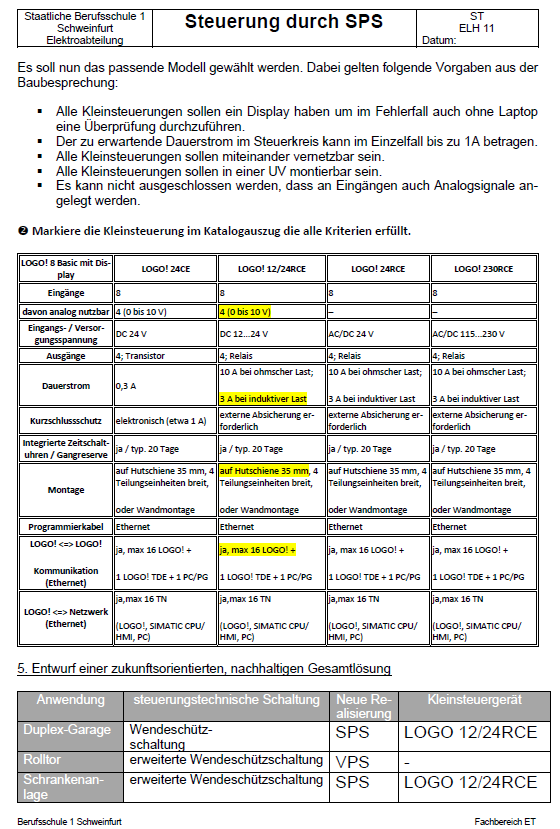 Staatliche Berufsschule 1
Schweinfurt
Elektroabteilung
Steuerung durch SPS
ST
ELH 11
Datum:
Es soll nun das passende Modell gewählt werden. Dabei gelten folgende Vorgaben aus der
Baubesprechung:
▪ Alle Kleinsteuerungen sollen ein Display haben um im Fehlerfall auch ohne Laptop
eine Überprüfung durchzuführen.
▪ Der zu erwartende Dauerstrom im Steuerkreis kann im Einzelfall bis zu 1A betragen.
▪ Alle Kleinsteuerungen sollen miteinander vernetzbar sein.
▪ Alle Kleinsteuerungen sollen in einer UV montierbar sein.
▪ Es kann nicht ausgeschlossen werden, dass an Eingängen auch Analogsignale an-
gelegt werden.
❷ Markiere die Kleinsteuerung im Katalogauszug die alle Kriterien erfüllt.
LOGO! 8 Basic mit Dis-
play
LOGO! 24CE
LOGO! 12/24RCE
LOGO! 24RCE
LOGO! 230RCE
Eingänge
8
8
8
8
davon analog nutzbar
4 (0 bis 10 V)
4 (0 bis 10 V)
–
–
Eingangs- / Versor-
gungsspannung
DC 24 V
DC 12...24 V
AC/DC 24 V
AC/DC 115...230 V
Ausgänge
4; Transistor
4; Relais
4; Relais
4; Relais
Dauerstrom
0,3 A
10 A bei ohmscher Last;
3 A bei induktiver Last
10 A bei ohmscher Last;
3 A bei induktiver Last
10 A bei ohmscher Last;
3 A bei induktiver Last
Kurzschlussschutz
elektronisch (etwa 1 A)
externe Absicherung er-
forderlich
externe Absicherung er-
forderlich
externe Absicherung er-
forderlich
Integrierte Zeitschalt-
uhren / Gangreserve
ja / typ. 20 Tage
ja / typ. 20 Tage
ja / typ. 20 Tage
ja / typ. 20 Tage
Montage
auf Hutschiene 35 mm, 4
Teilungseinheiten breit,
oder Wandmontage
auf Hutschiene 35 mm, 4
Teilungseinheiten breit,
oder Wandmontage
auf Hutschiene 35 mm, 4
Teilungseinheiten breit,
oder Wandmontage
auf Hutschiene 35 mm, 4
Teilungseinheiten breit,
oder Wandmontage
Programmierkabel
Ethernet
Ethernet
Ethernet
Ethernet
LOGO! <=> LOGO!
Kommunikation
(Ethernet)
ja, max 16 LOGO! +
1 LOGO! TDE + 1 PC/PG
ja, max 16 LOGO! +
1 LOGO! TDE + 1 PC/PG
ja, max 16 LOGO! +
1 LOGO! TDE + 1 PC/PG
ja, max 16 LOGO! +
1 LOGO! TDE + 1 PC/PG
LOGO! <=> Netzwerk
(Ethernet)
ja,max 16 TN
(LOGO!, SIMATIC CPU/
HMI, PC)
ja,max 16 TN
(LOGO!, SIMATIC CPU/
HMI, PC)
ja,max 16 TN
(LOGO!, SIMATIC CPU/
HMI, PC)
ja,max 16 TN
(LOGO!, SIMATIC CPU/
HMI, PC)
5. Entwurf einer zukunftsorientierten, nachhaltigen Gesamtlösung
Anwendung
steuerungstechnische Schaltung
Neue Re-
alisierung
Kleinsteuergerät
Duplex-Garage
Wendeschütz-
schaltung
SPS
LOGO 12/24RCE
Rolltor
erweiterte Wendeschützschaltung
VPS
-
Schrankenan-
lage
erweiterte Wendeschützschaltung
SPS
LOGO 12/24RCE
Berufsschule 1 Schweinfurt
Fachbereich ET